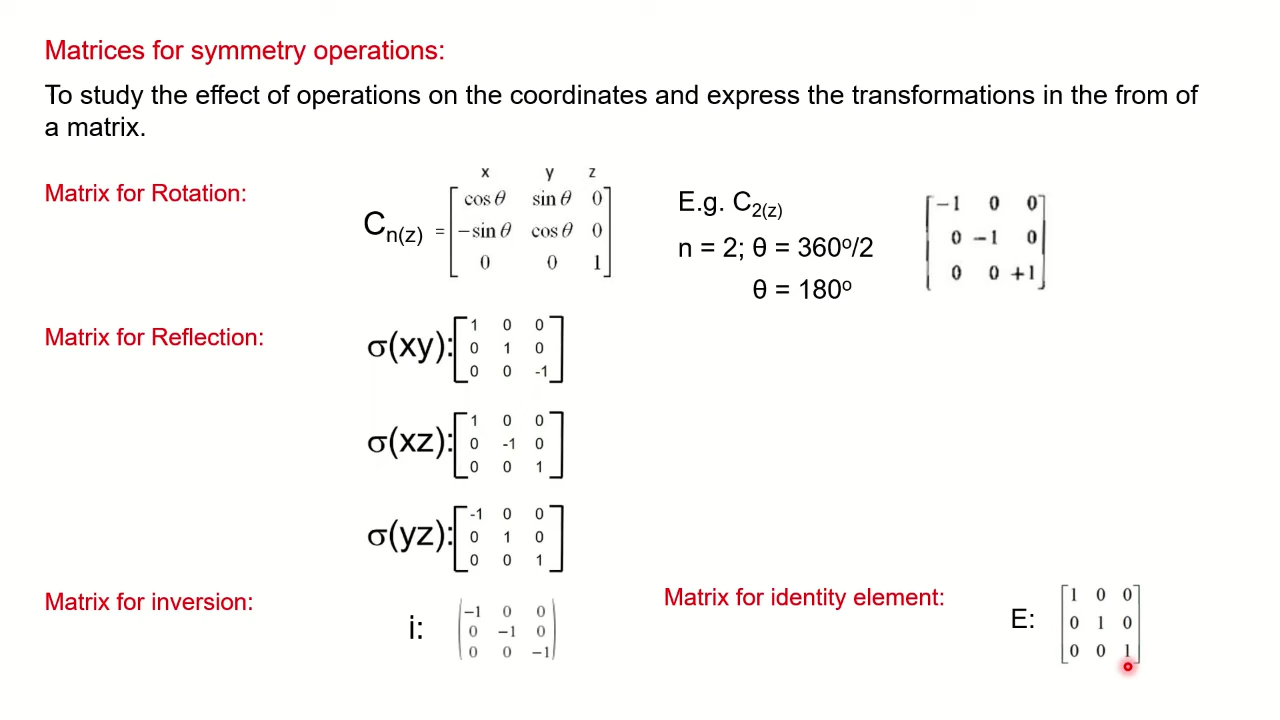 Matrices for symmetry operations:
To study the effect of operations on the coordinates and express the transformations in the from of
a matrix.
Matrix for Rotation:
x y z
Cn(z) =
cosθ sinθ 0
−sinθ cosθ 0
0 0 1
E.g. C2(z)
n = 2; θ = 360º/2
θ = 180º
−1 0 0
0 −1 0
0 0 +1
Matrix for Reflection:
σ(xy):
1 0 0
0 1 0
0 0 -1
σ(xz):
1 0 0
0 -1 0
0 0 1
σ(yz):
-1 0 0
0 1 0
0 0 1
Matrix for inversion:
i:
−1 0 0
0 −1 0
0 0 −1
Matrix for identity element:
E:
1 0 0
0 1 0
0 0 1